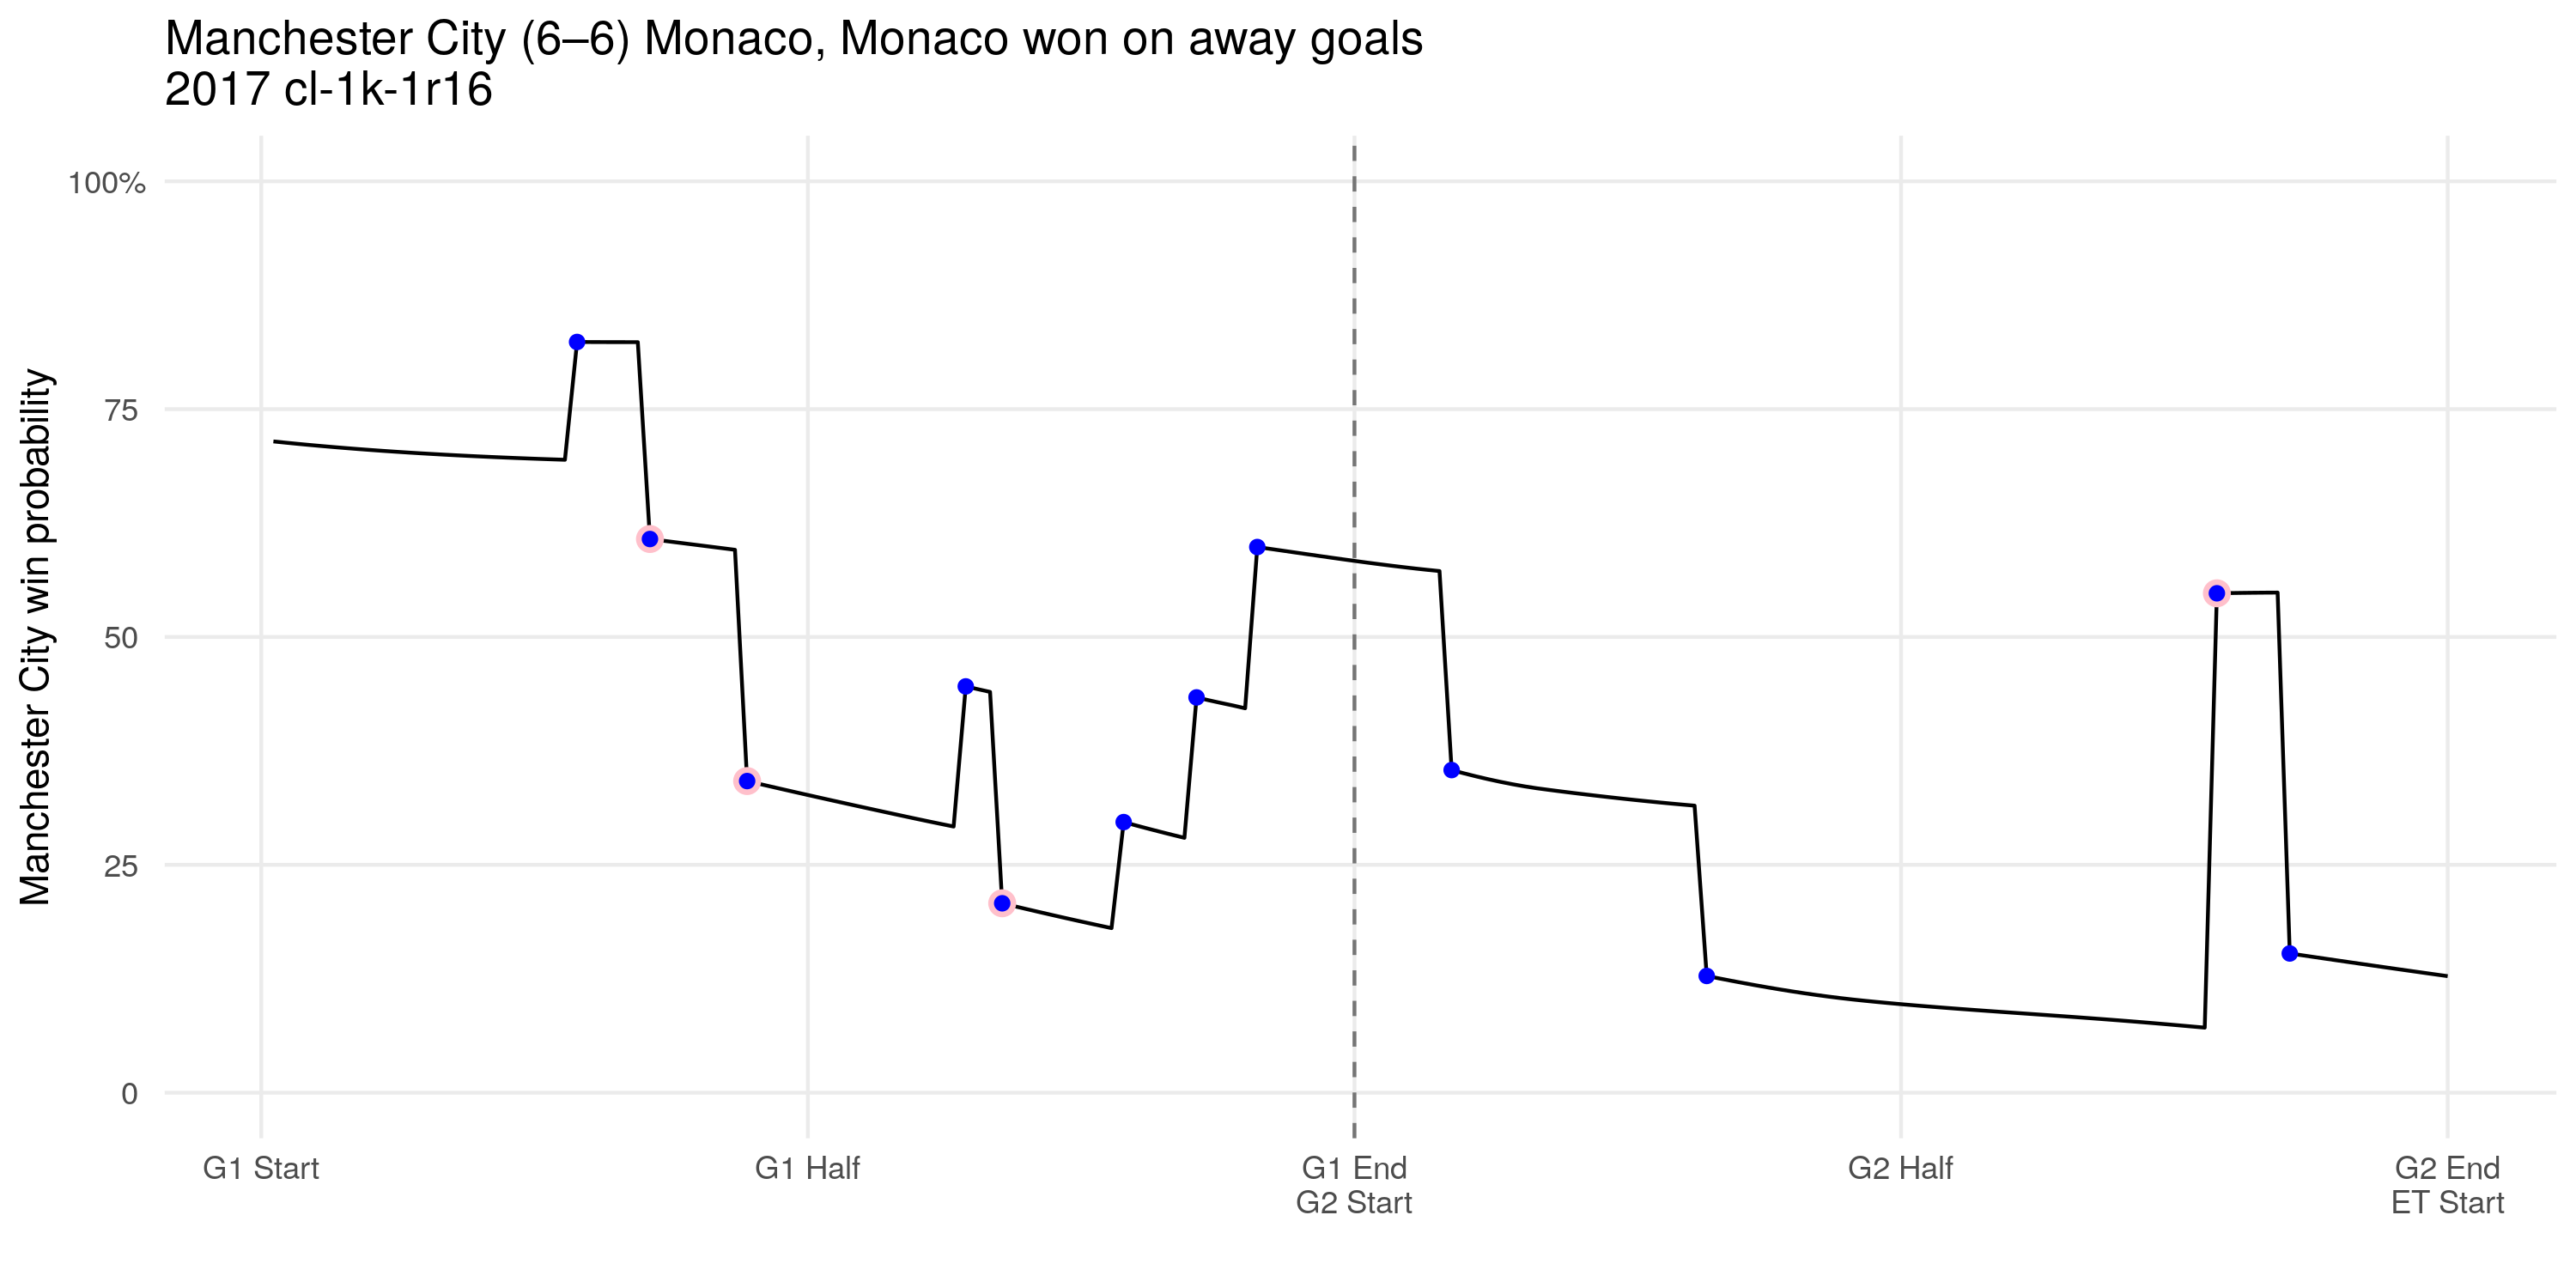 Manchester City (6–6) Monaco, Monaco won on away goals
2017 cl-1k-1r16
Manchester City win probability
100%
75
50
25
0
G1 Start
G1 Half
G1 End
G2 Start
G2 Half
G2 End
ET Start